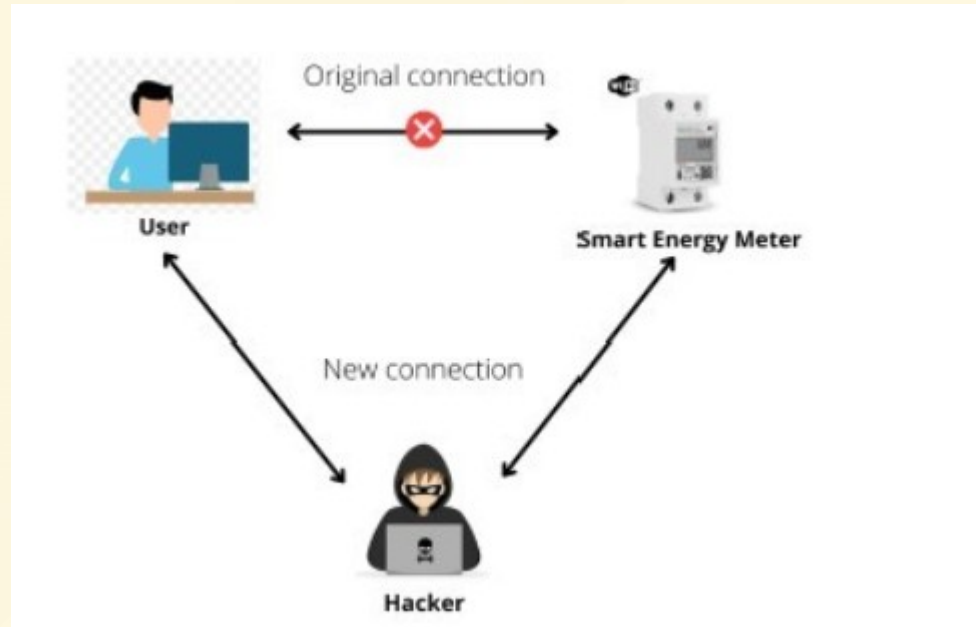 Original connection
User
Smart Energy Meter
New connection
Hacker